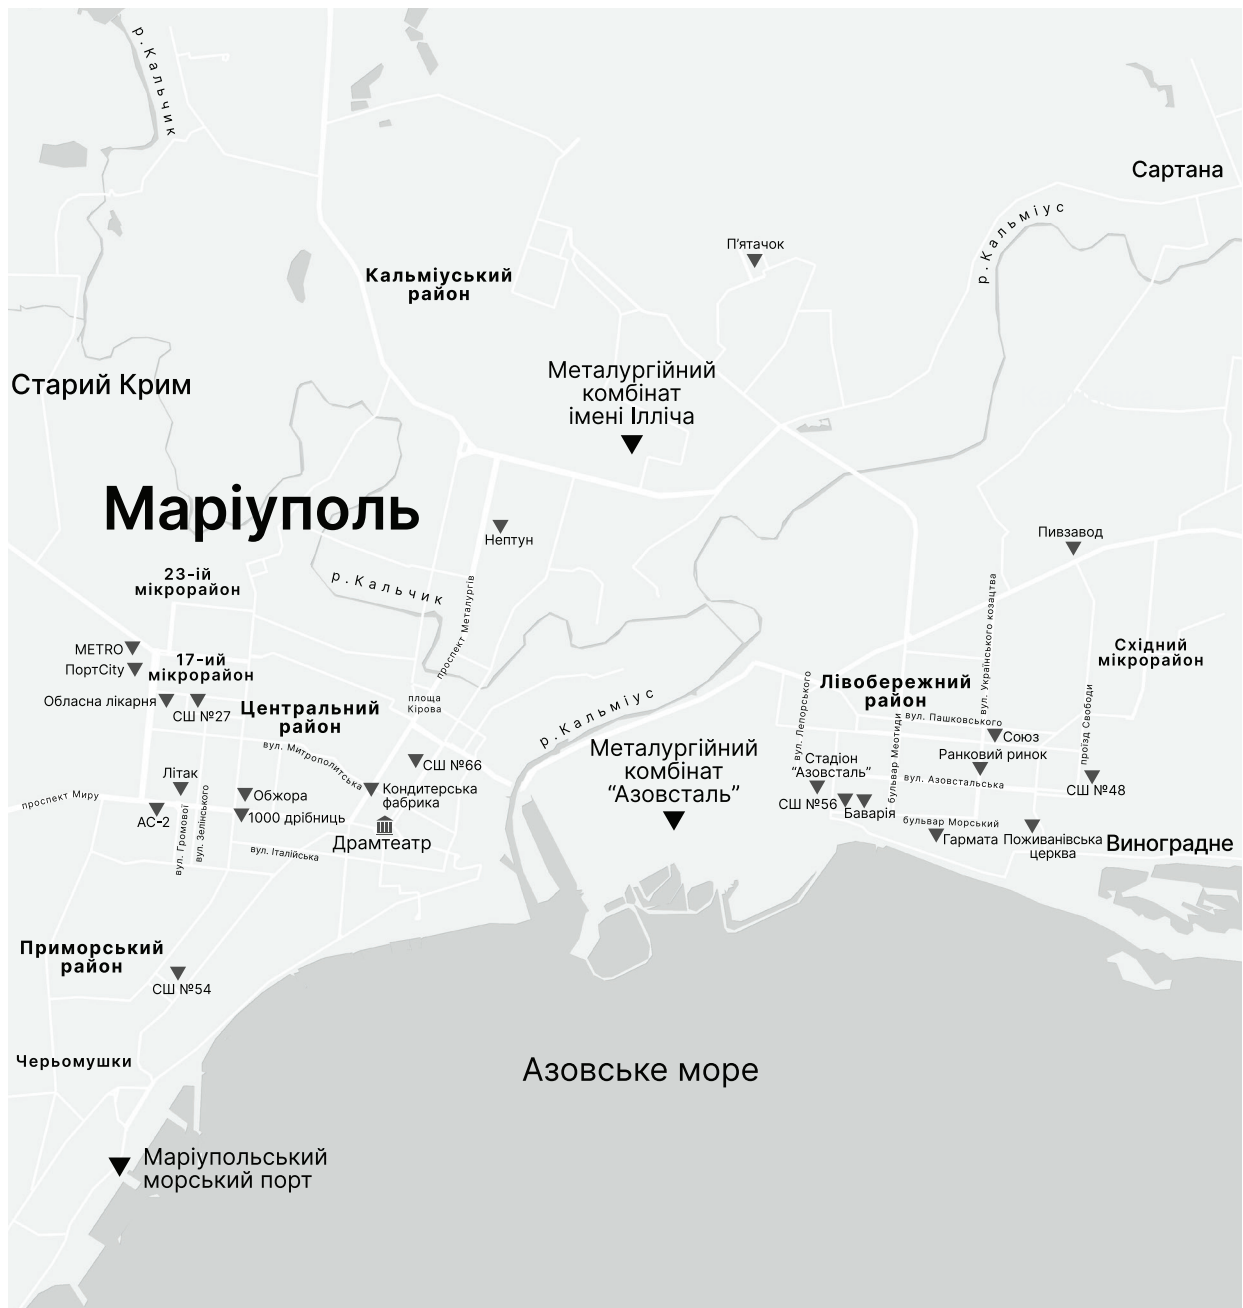 р.Кальчик
Сартана
р.Кальміус
П'ятачок
Кальміуський
район
Старий Крим
Металургійний
комбінат
імені Ілліча
Маріуполь
Нептун
Пивзавод
23-ій
мікрорайон
р.Кальчик
проспект Металургів
вул. Українського козацтва
METRO
ПортCity
17-ий
мікрорайон
Східний
мікрорайон
Обласна лікарня
СШ №27
Центральний
район
площа
Кірова
р.Кальміус
Лівобережний
район
вул. Лепорського
вул. Пашковського
бульвар Меотиди
проїзд Свободи
Союз
вул. Митрополитська
СШ №66
Металургійний
комбінат
“Азовсталь”
Стадіон
“Азовсталь”
Ранковий ринок
вул. Азовстальська
СШ №48
Літак
проспект Миру
АС-2
вул. Громової
вул. Зелінського
Обжора
1000 дрібниць
Кондитерська
фабрика
Драмтеатр
вул. Італійська
СШ №56
Баварія
бульвар Морський
Гармата
Поживанівська
церква
Виноградне
Приморський
район
СШ №54
Черьомушки
Азовське море
Маріупольський
морський порт